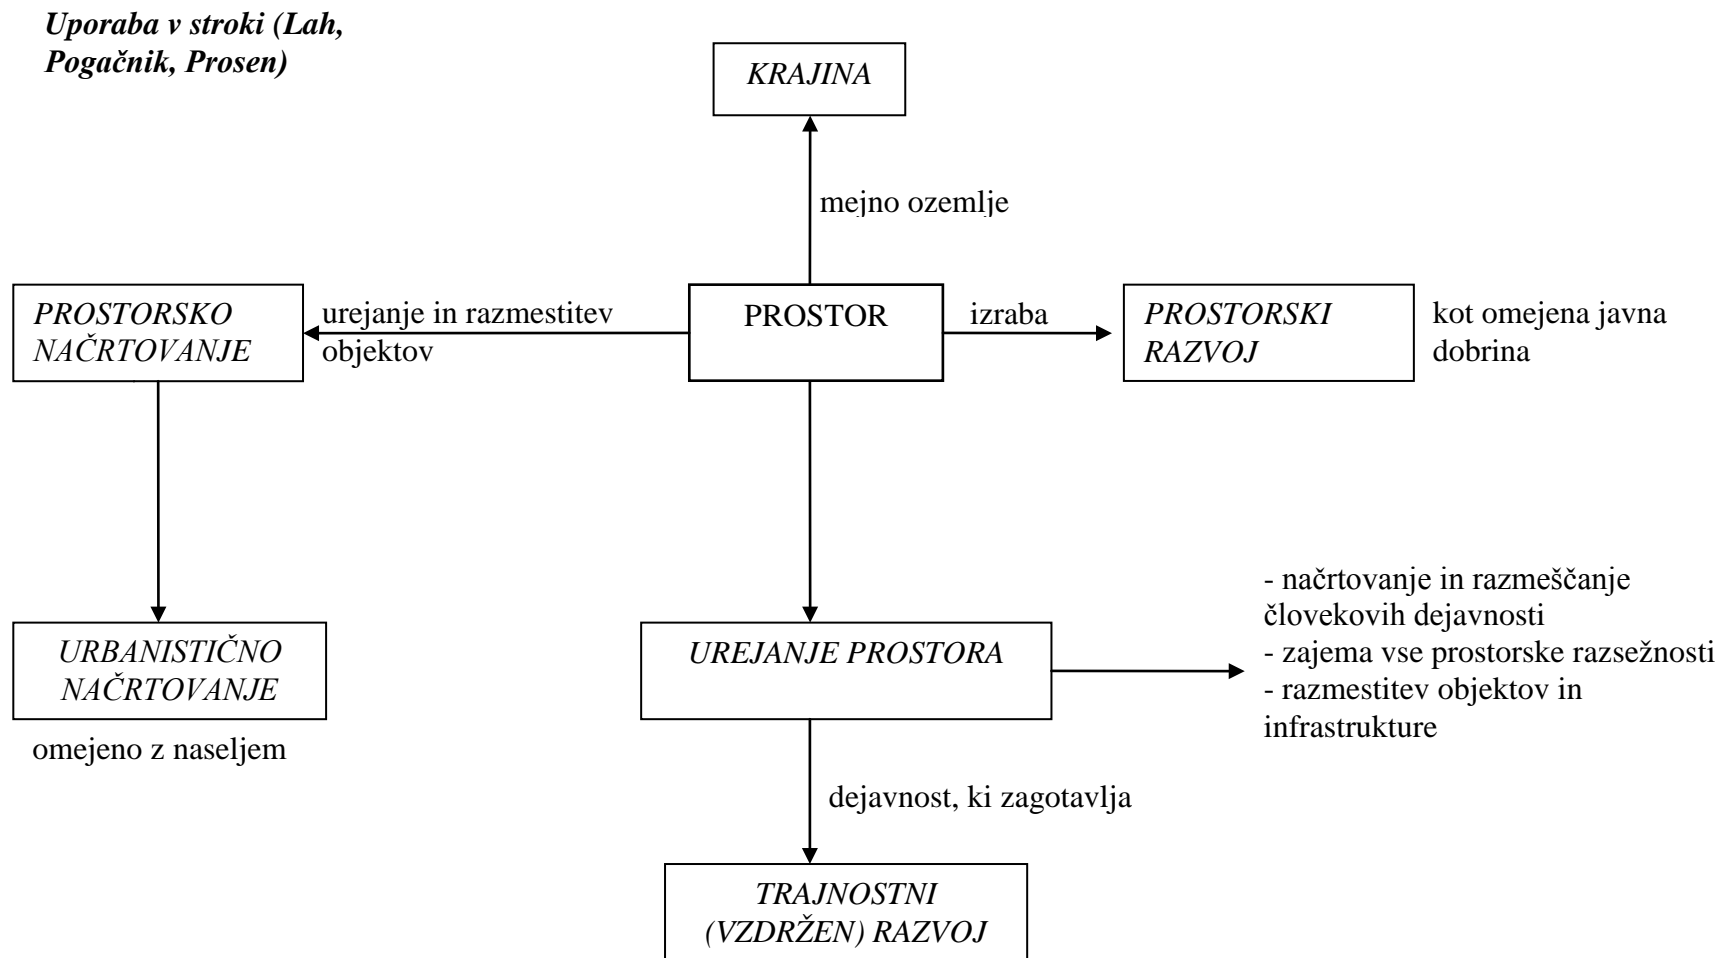 Uporaba v stroki (Lah,
Pogačnik, Prosen)
KRAJINA
mejno ozemlje
PROSTORSKO
NAČRTOVANJE
urejanje in razmestitev
objektov
PROSTOR
izraba
PROSTORSKI
RAZVOJ
kot omejena javna
dobrina
URBANISTIČNO
NAČRTOVANJE
omejeno z naseljem
UREJANJE PROSTORA
- načrtovanje in razmeščanje
človekovih dejavnosti
- zajema vse prostorske razsežnosti
- razmestitev objektov in
infrastrukture
dejavnost, ki zagotavlja
TRAJNOSTNI
(VZDRŽEN) RAZVOJ